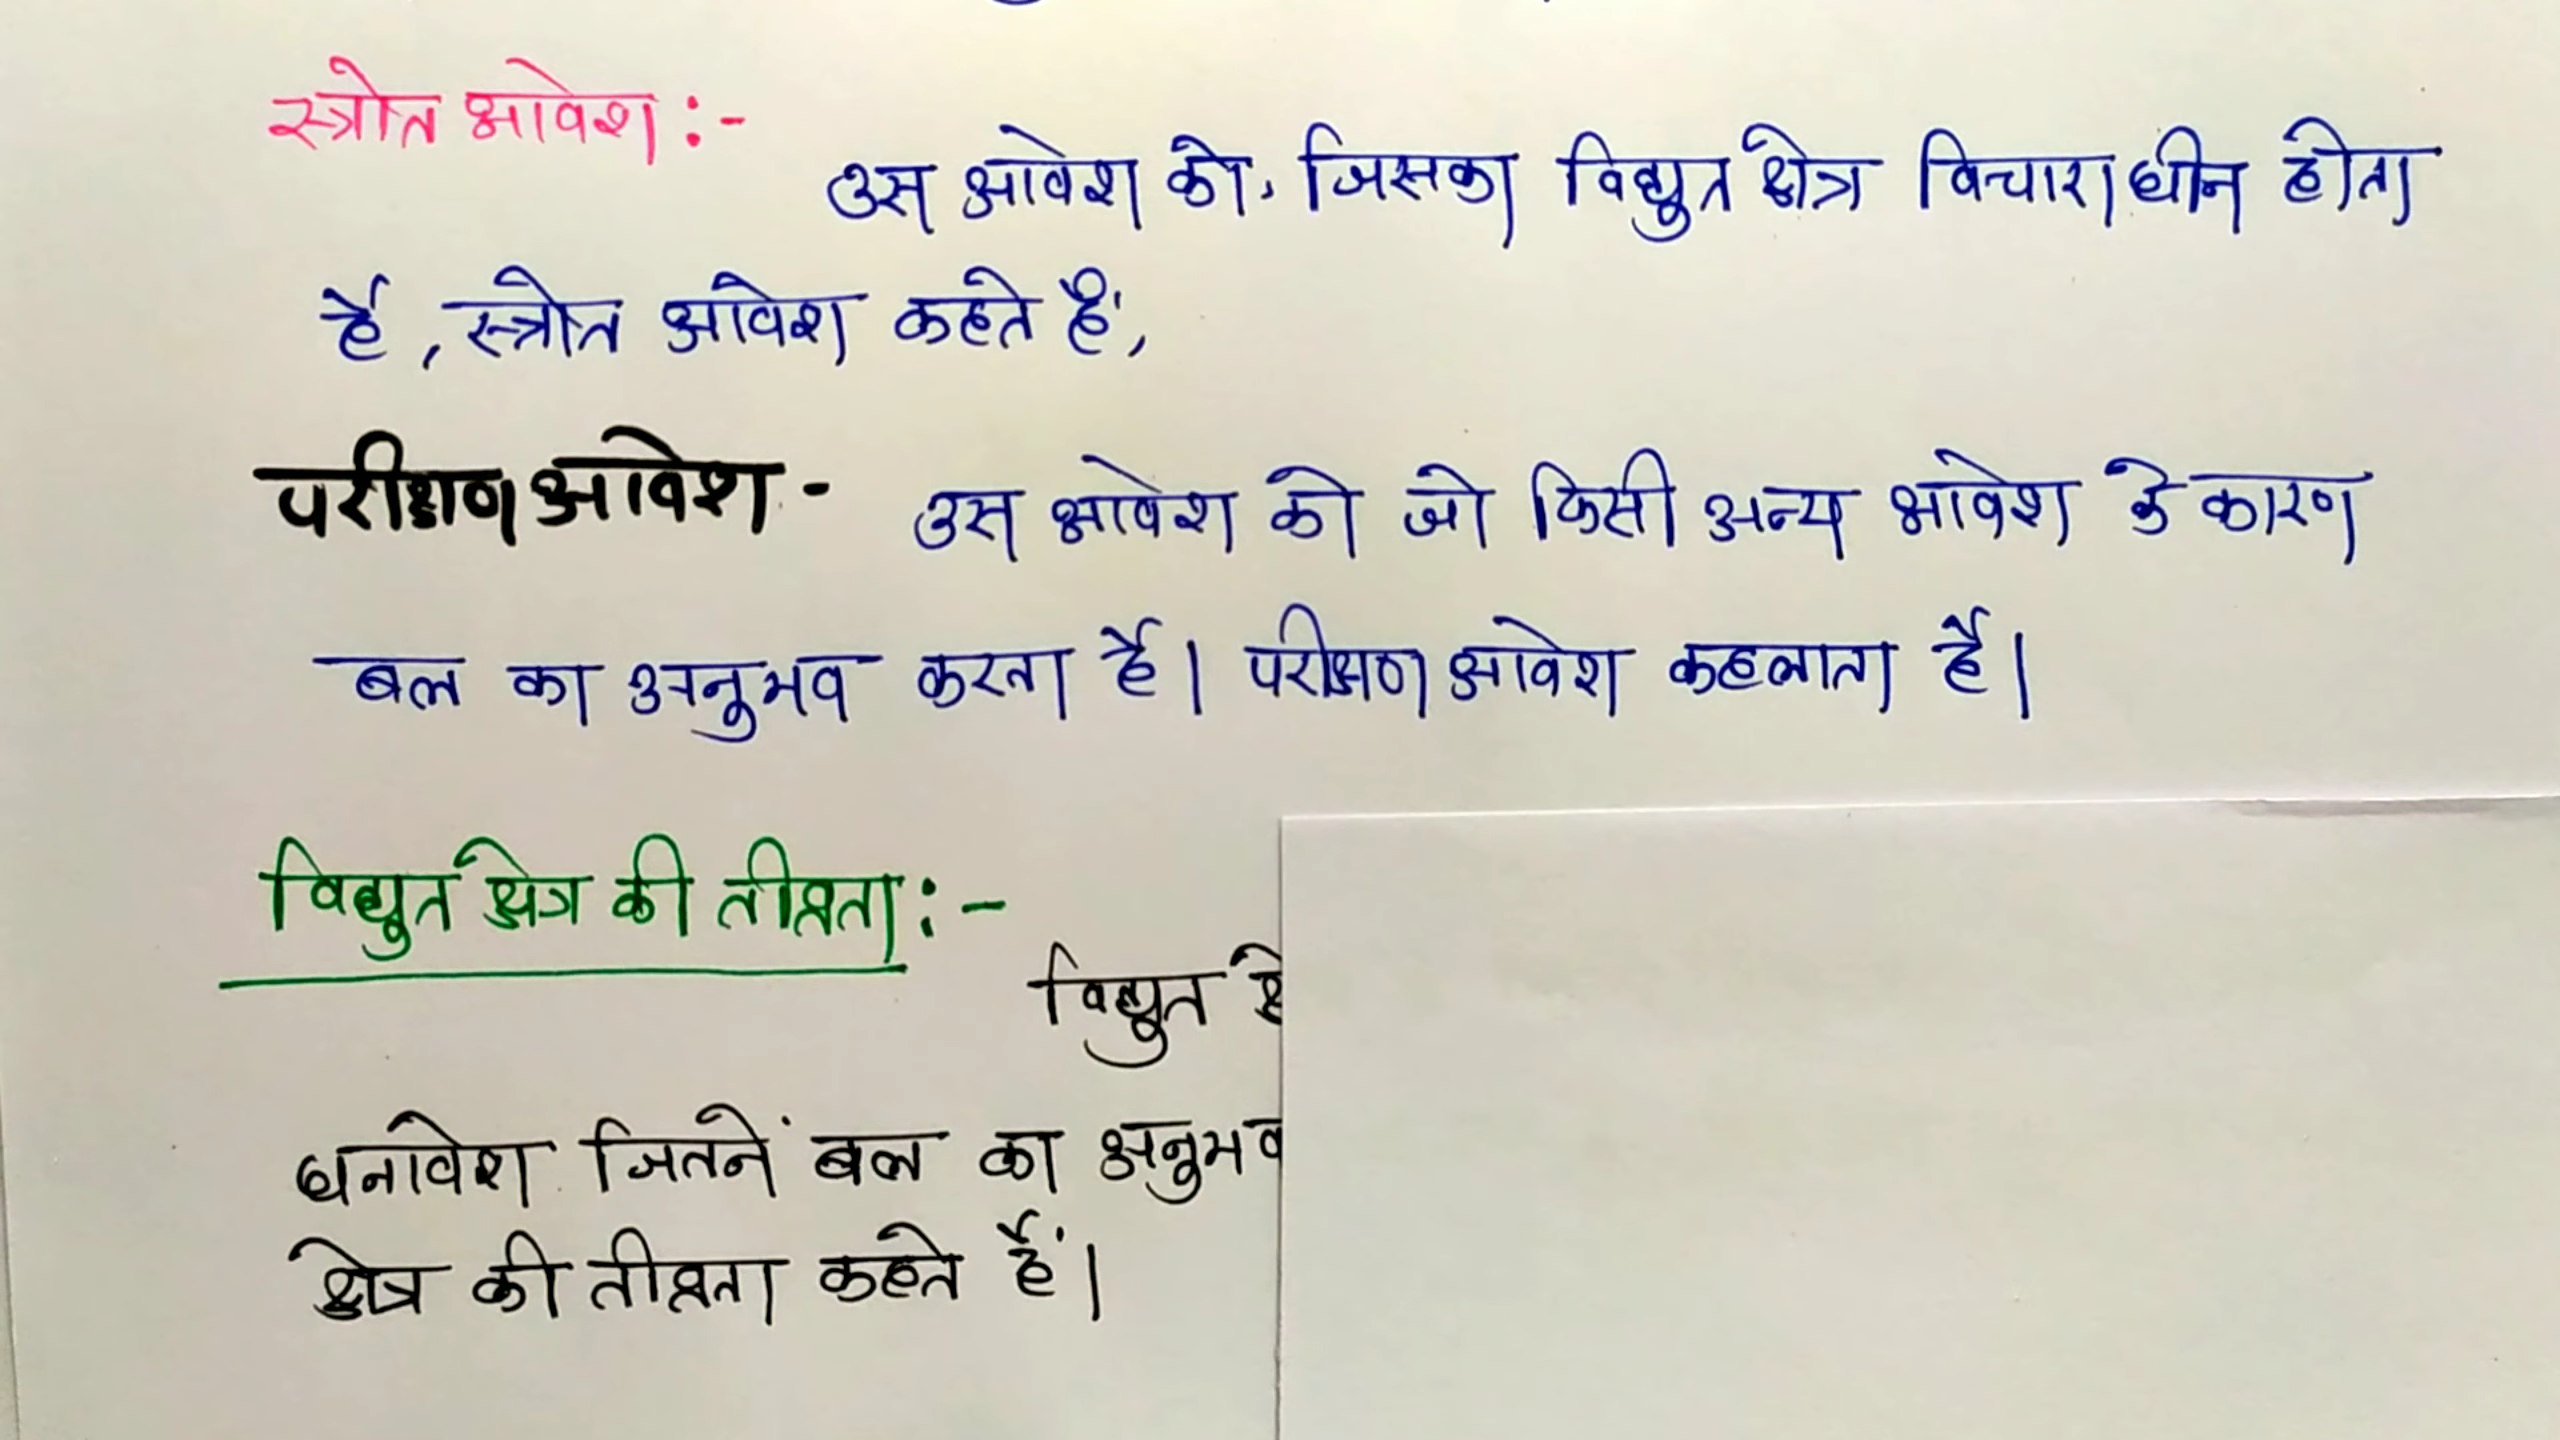 स्त्रोत आवेश :-
उस आवेश को, जिसका विद्युत क्षेत्र विचाराधीन होता
है, स्त्रोत आवेश कहते हैं,
परीक्षण आवेश - उस आवेश को जो किसी अन्य आवेश के कारण
बल का अनुभव करता है। परीक्षण आवेश कहलाता है।
विद्युत क्षेत्र की तीव्रता :-
विद्युत
धनावेश जितनें बल का अनुभव
क्षेत्र की तीव्रता कहते हैं।